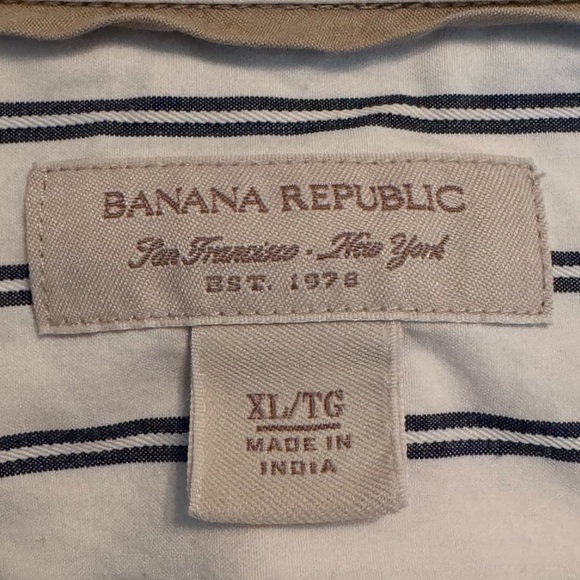 BANANA REPUBLIC
San Francisco · New York
EST. 1978
XL/TG
MADE IN
INDIA